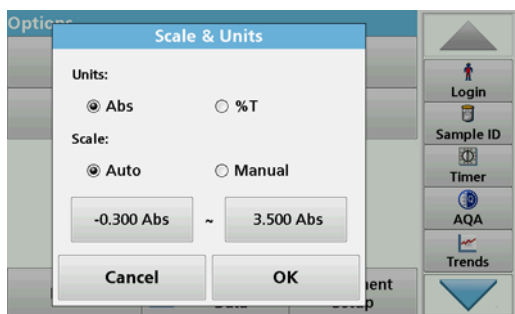 Options
Scale & Units
Units:
Abs
%T
Scale:
Auto
Manual
-0.300 Abs
~
3.500 Abs
Cancel
OK
Login
Sample ID
Timer
AQA
Trends